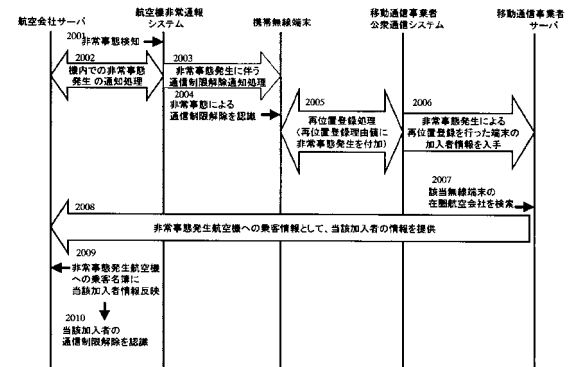 航空会社サーバ
航空機非常通報
システム
携帯無線端末
移動通信事業者
公衆通信システム
移動通信事業者
サーバ
2001
非常事態検知
2002
機内での非常事態
発生の通知処理
2003
非常事態発生に伴う
通信制限解除通知処理
2004
非常事態による
通信制限解除を認識
2005
再位置登録処理
(再位置登録理由値に
非常事態発生を付加)
2006
非常事態発生による
再位置登録を行った端末の
加入者情報を入手
2007
該当無線端末の
在圏航空会社を検索
2008
非常事態発生航空機への乗客情報として、当該加入者の情報を提供
2009
非常事態発生航空機
への乗客名簿に
当該加入者情報反映
2010
当該加入者の
通信制限解除を認識